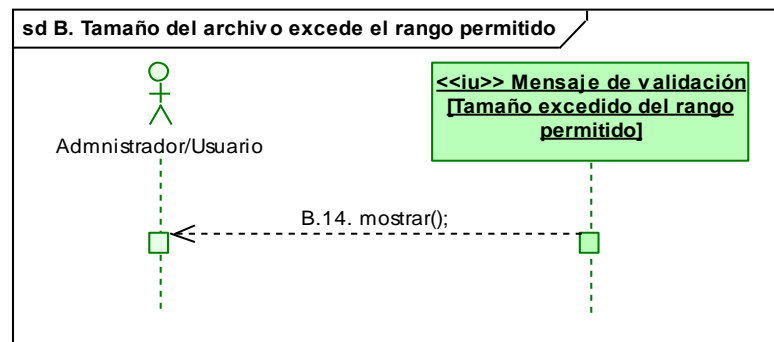 sd B. Tamaño del archivo excede el rango permitido
<<iu>> Mensaje de validación
[Tamaño excedido del rango
permitido]
Admnistrador/Usuario
B.14. mostrar();